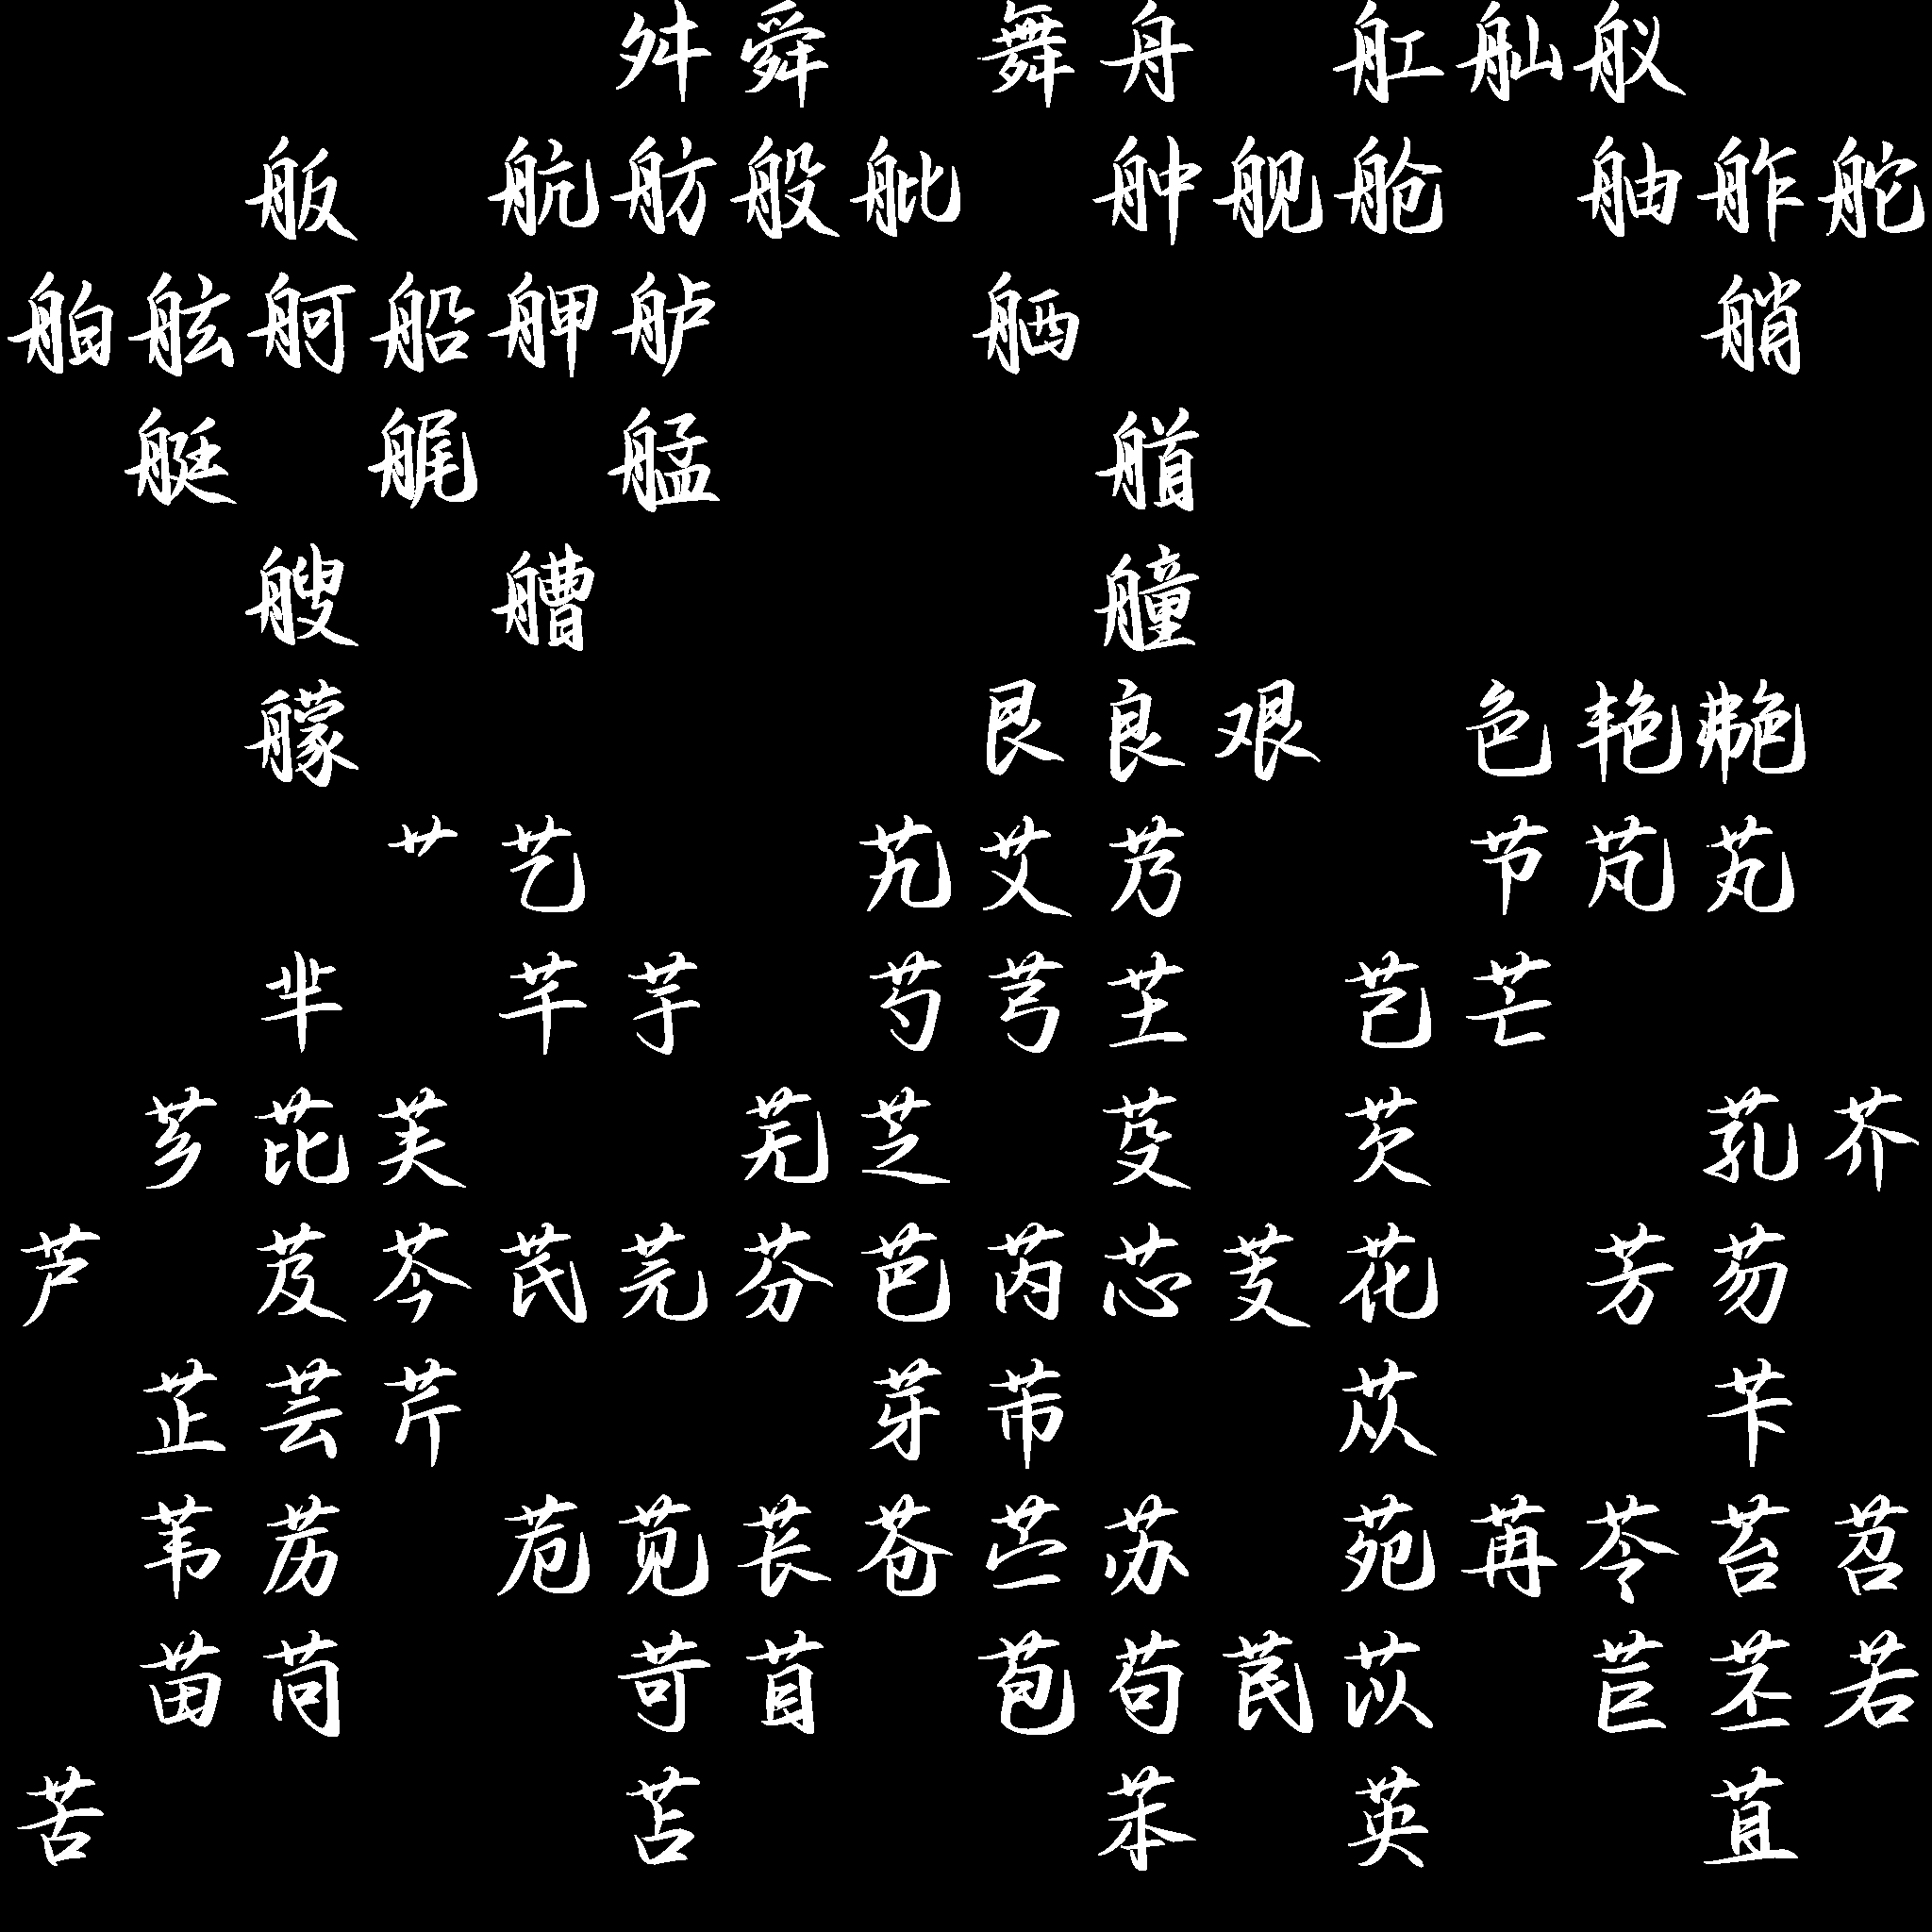 舛舜舞舟舡舢舣
舨航舫般舭舯舰舱舳舴舵
舶舷舸船舺舻舾艄
艇艉艋艏
艘艚艟
艨艮良艰色艳艴
艹艺艽艾艿节芃芄
芈芊芋芍芎芏芑芒
芗芘芙芜芝芟芡芤芥
芦芨芩芪芫芬芭芮芯芰花芳芴
芷芸芹芽芾苁苄
苇苈苊苋苌苍苎苏苑苒苓苔苕
苗苘苛苜苞苟苠苡苣苤若
苦苫苯英苴